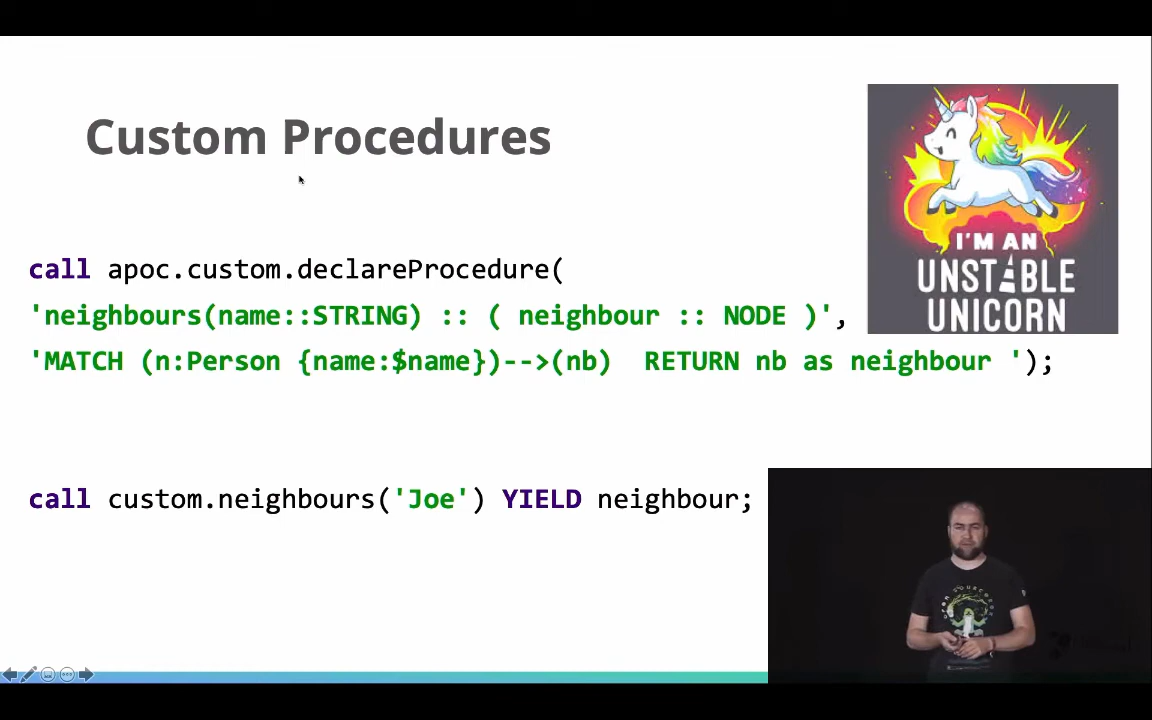 Custom Procedures
I'M AN
UNSTABLE
UNICORN
call apoc.custom.declareProcedure(
'neighbours(name::STRING) :: ( neighbour :: NODE )',
'MATCH (n:Person {name:$name})-->(nb)  RETURN nb as neighbour ');
call custom.neighbours('Joe') YIELD neighbour;